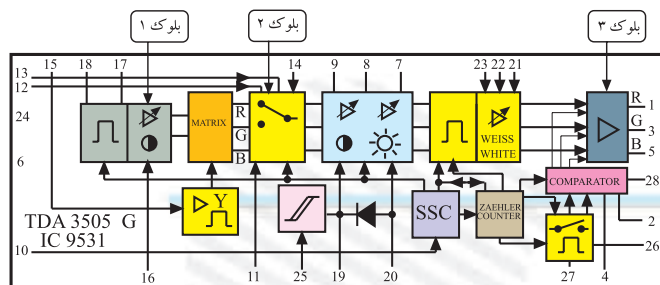 بلوک ۱
بلوک ۲
بلوک ۳
15 18 17 14 9 8 7 23 22 21
13
12
24
6
10
MATRIX
R
G
B
WEISS
WHITE
R 1
G 3
B 5
Y
SSC
ZAEHLER
COUNTER
COMPARATOR
28
2
26
TDA 3505 G
IC 9531
16 11 25 19 20 27 4